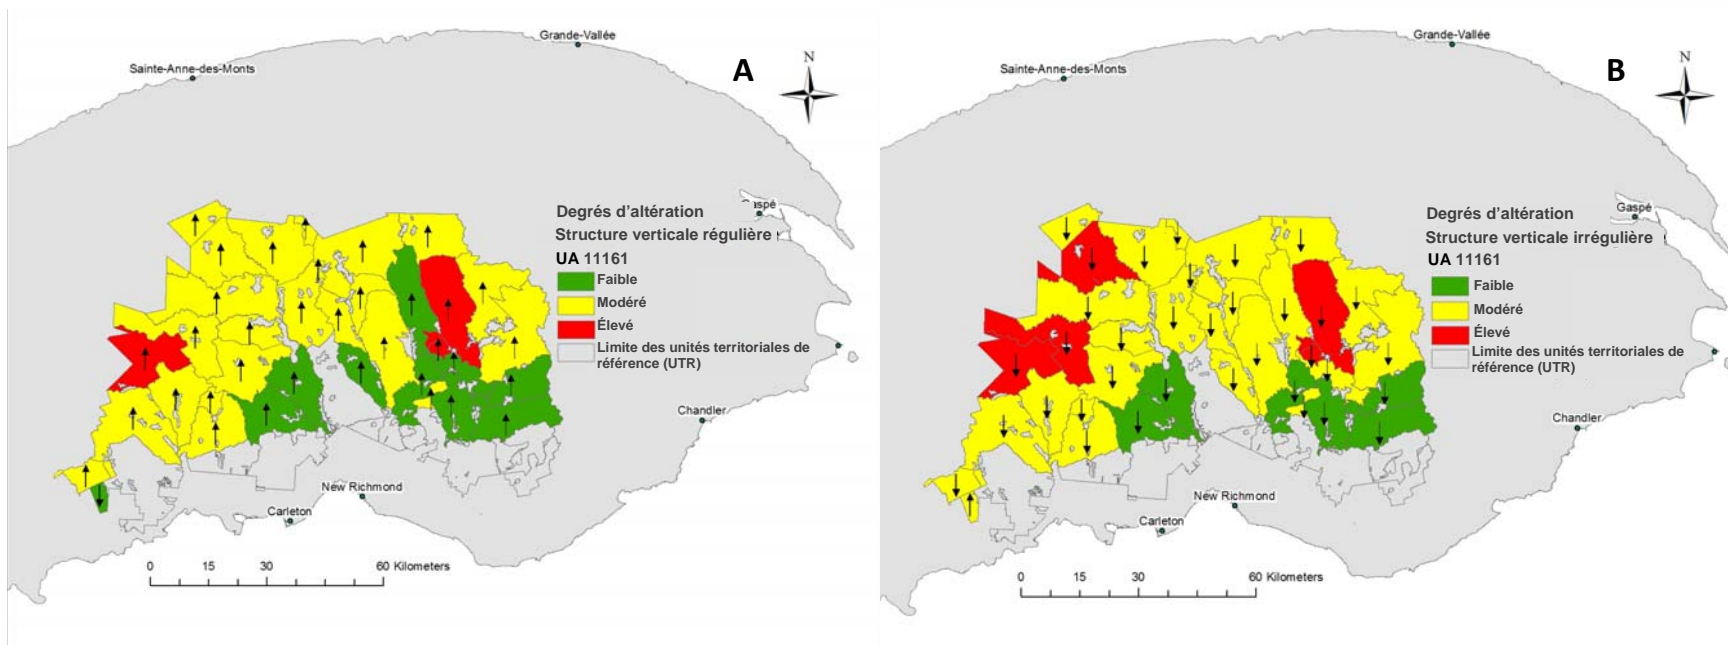 A
Grande-Vallée
Sainte-Anne-des-Monts
N
aspé
Degrés d'altération
Structure verticale régulière
UA 11161
Faible
Modéré
Élevé
Limite des unités territoriales de
référence (UTR)
Chandler
New Richmond
Carleton
0 15 30 60 Kilometers
B
Grande-Vallée
Sainte-Anne-des-Monts
N
Gaspé
Degrés d'altération
Structure verticale irrégulière
UA 11161
Faible
Modéré
Élevé
Limite des unités territoriales de
référence (UTR)
Chandler
New Richmond
Carleton
0 15 30 60 Kilometers